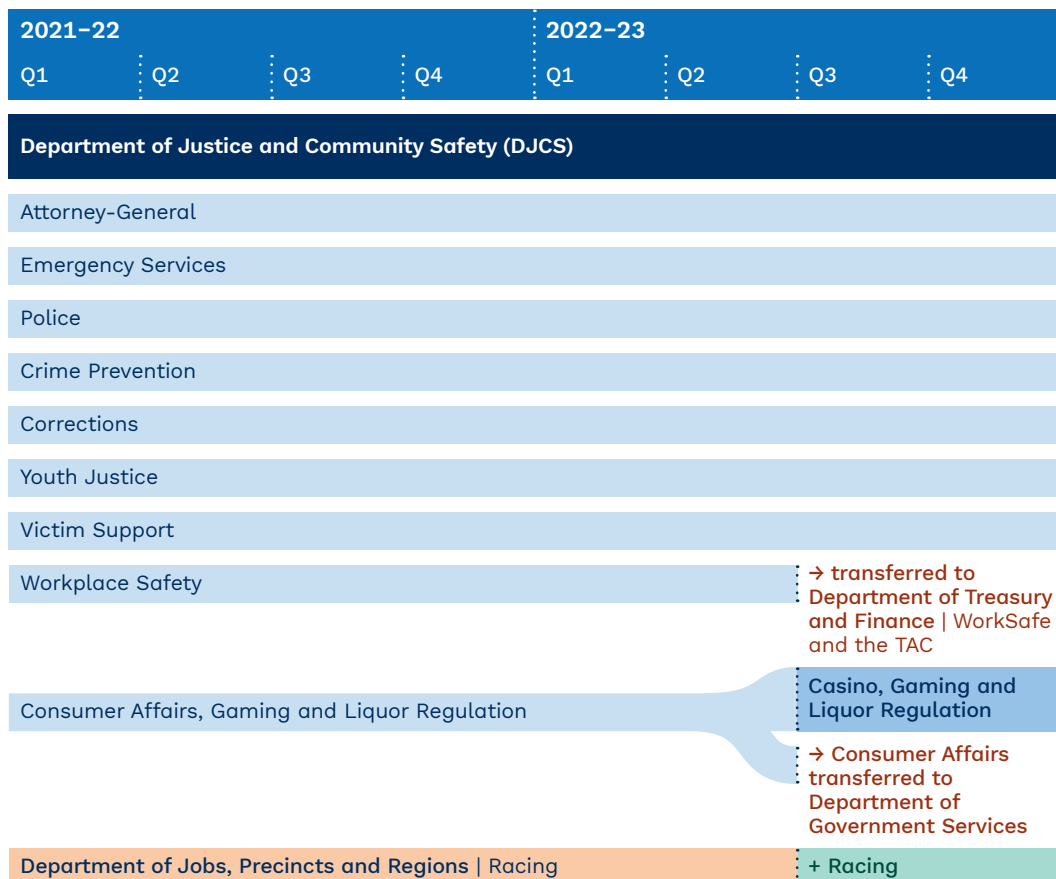 2021–22
2022–23
Q1 Q2 Q3 Q4 Q1 Q2 Q3 Q4
Department of Justice and Community Safety (DJCS)
Attorney-General
Emergency Services
Police
Crime Prevention
Corrections
Youth Justice
Victim Support
Workplace Safety
→ transferred to
Department of Treasury
and Finance | WorkSafe
and the TAC
Consumer Affairs, Gaming and Liquor Regulation
Casino, Gaming and
Liquor Regulation
→ Consumer Affairs
transferred to
Department of
Government Services
Department of Jobs, Precincts and Regions | Racing
+ Racing